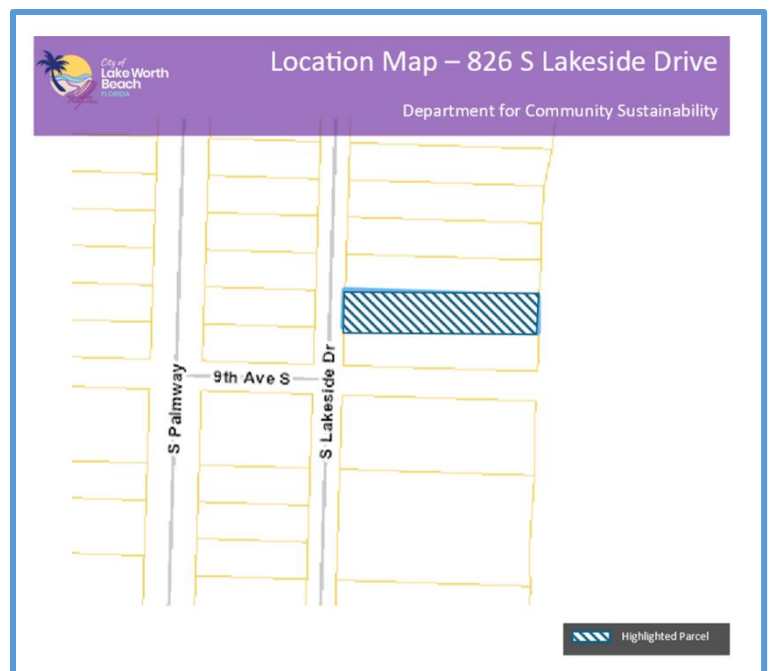 City of
Lake Worth
Beach
FLORIDA
Location Map – 826 S Lakeside Drive
Department for Community Sustainability
S Palmway
9th Ave S
S Lakeside Dr
Highlighted Parcel